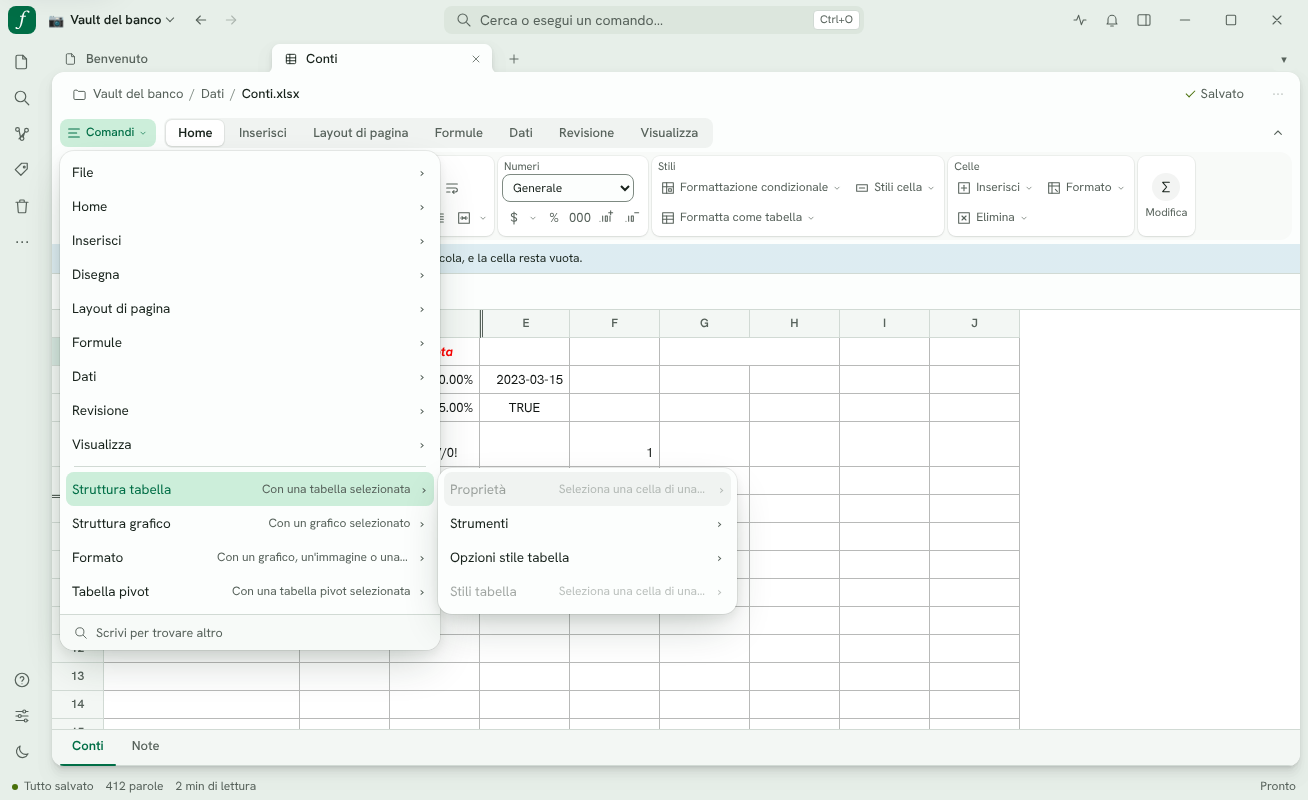 Vault del banco
Cerca o esegui un comando...
Ctrl+O
Benvenuto
Conti
Vault del banco / Dati / Conti.xlsx
Salvato
Comandi
Home
Inserisci
Layout di pagina
Formule
Dati
Revisione
Visualizza
File
Home
Inserisci
Disegna
Layout di pagina
Formule
Dati
Revisione
Visualizza
Struttura tabella
Con una tabella selezionata
Struttura grafico
Con un grafico selezionato
Formato
Con un grafico, un'immagine o una...
Tabella pivot
Con una tabella pivot selezionata
Scrivi per trovare altro
Proprietà
Seleziona una cella di una...
Strumenti
Opzioni stile tabella
Stili tabella
Seleziona una cella di una...
Numeri
Generale
$ % 000
Stili
Formattazione condizionale
Stili cella
Formatta come tabella
Celle
Inserisci
Formato
Elimina
Σ
Modifica
cola, e la cella resta vuota.
E F G H I J
ta
0.00% 2023-03-15
5.00% TRUE
/0! 1
13
14
Conti
Note
Tutto salvato
412 parole
2 min di lettura
Pronto